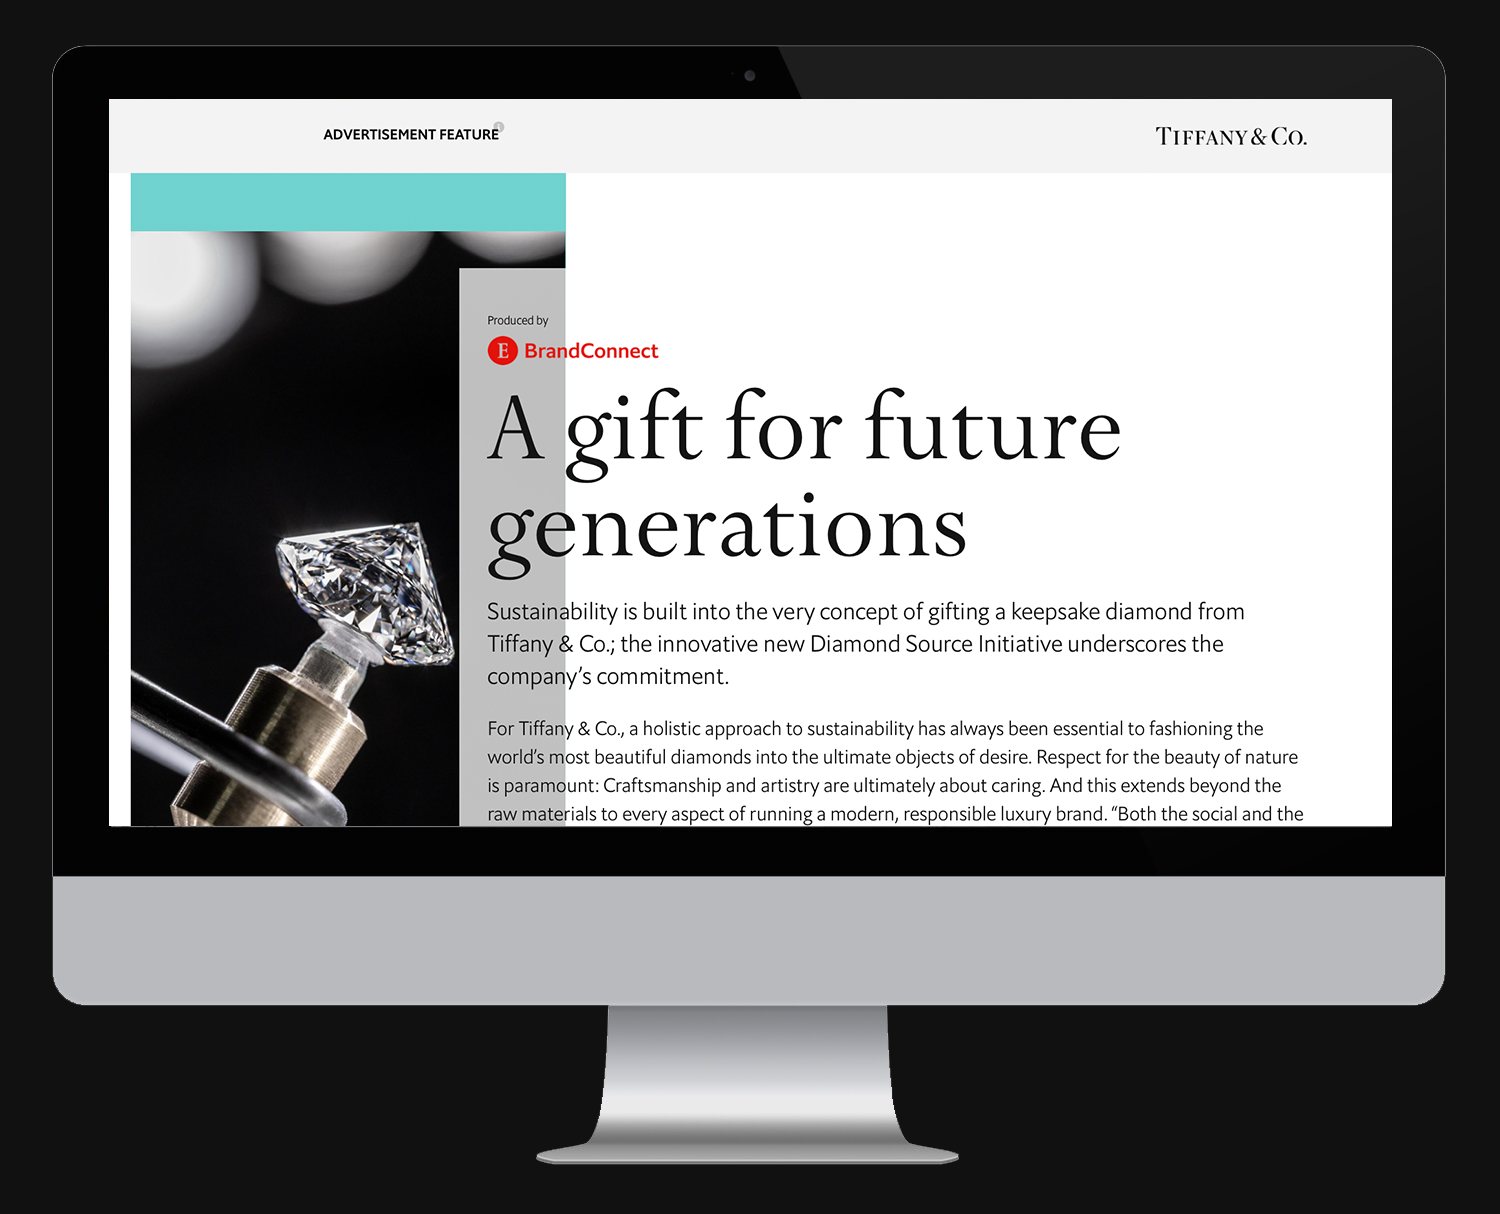 ADVERTISEMENT FEATURE
TIFFANY & CO.
Produced by
E BrandConnect
A gift for future
generations
Sustainability is built into the very concept of gifting a keepsake diamond from
Tiffany & Co.; the innovative new Diamond Source Initiative underscores the
company’s commitment.
For Tiffany & Co., a holistic approach to sustainability has always been essential to fashioning the
world’s most beautiful diamonds into the ultimate objects of desire. Respect for the beauty of nature
is paramount: Craftsmanship and artistry are ultimately about caring. And this extends beyond the
raw materials to every aspect of running a modern, responsible luxury brand. “Both the social and the